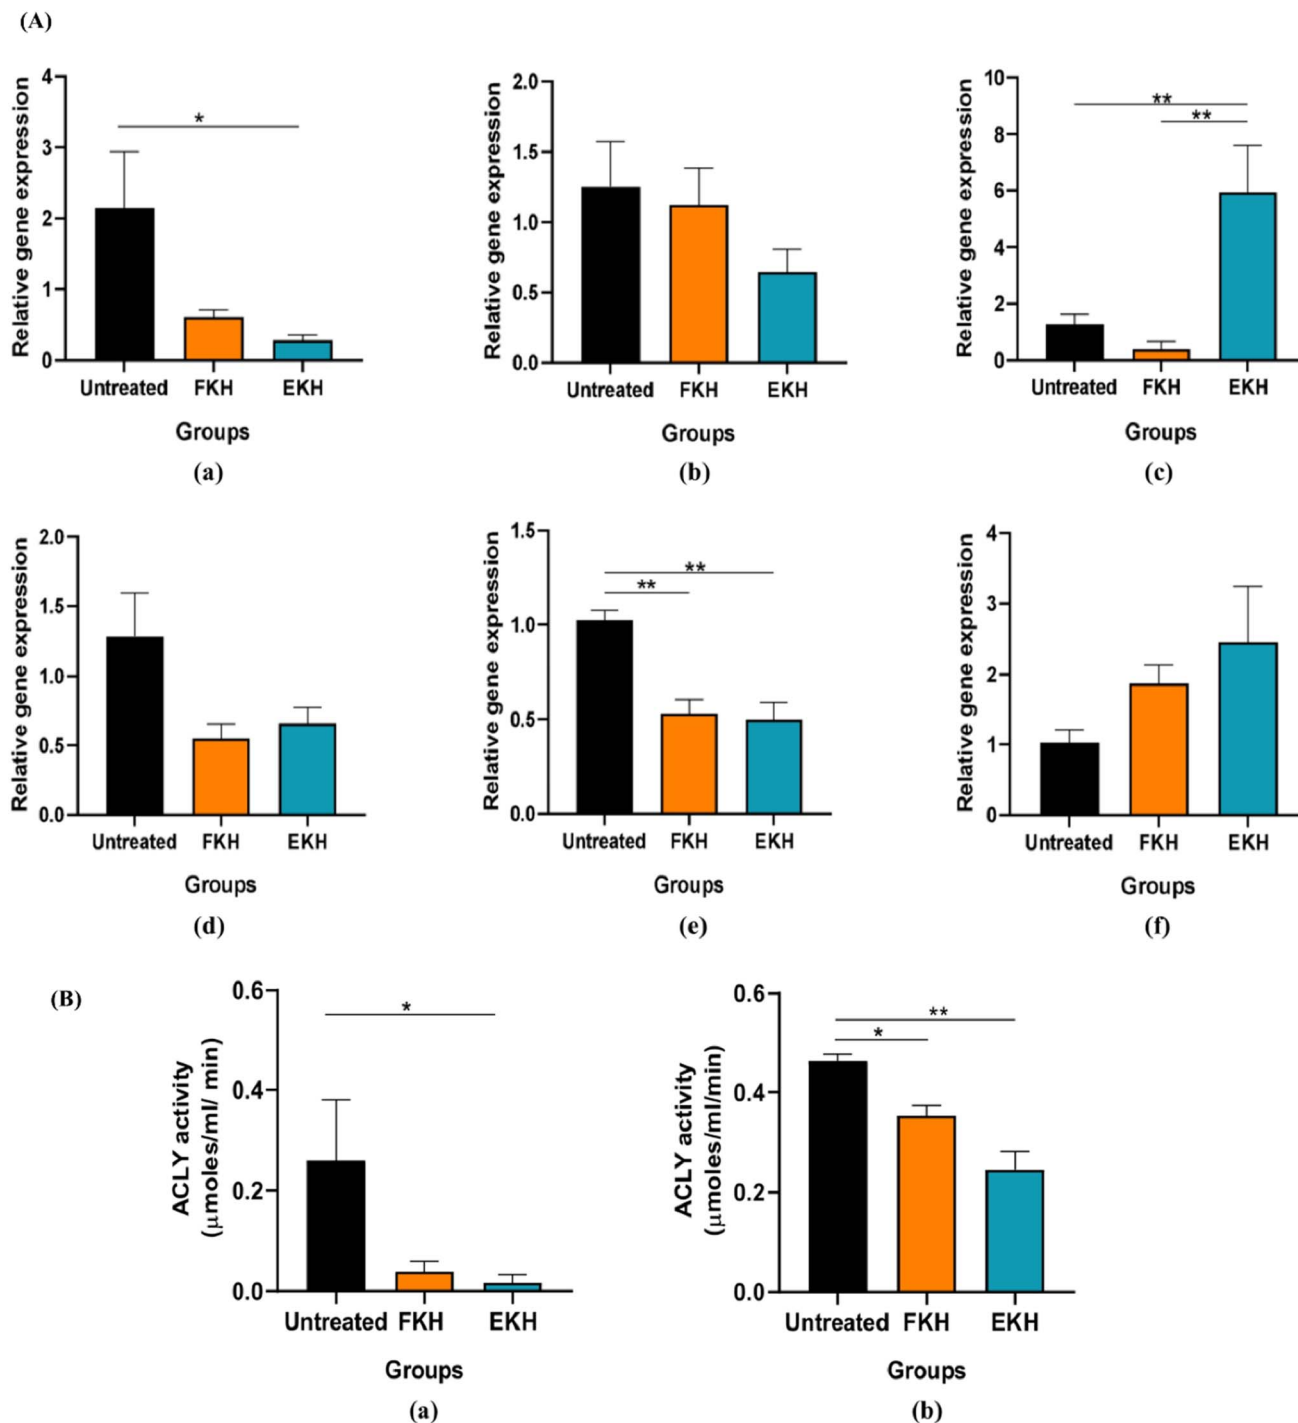 (A)
Relative gene expression
4
3
2
1
0
*
Untreated FKH EKH
Groups
(a)
Relative gene expression
2.0
1.5
1.0
0.5
0.0
Untreated FKH EKH
Groups
(b)
Relative gene expression
10
8
6
4
2
0
**
**
Untreated FKH EKH
Groups
(c)
Relative gene expression
2.0
1.5
1.0
0.5
0.0
Untreated FKH EKH
Groups
(d)
Relative gene expression
1.5
1.0
0.5
0.0
**
**
Untreated FKH EKH
Groups
(e)
Relative gene expression
4
3
2
1
0
Untreated FKH EKH
Groups
(f)
(B)
ACLY activity
(μmoles/ml/ min)
0.6
0.4
0.2
0.0
*
Untreated FKH EKH
Groups
(a)
ACLY activity
(μmoles/ml/min)
0.6
0.4
0.2
0.0
**
*
Untreated FKH EKH
Groups
(b)